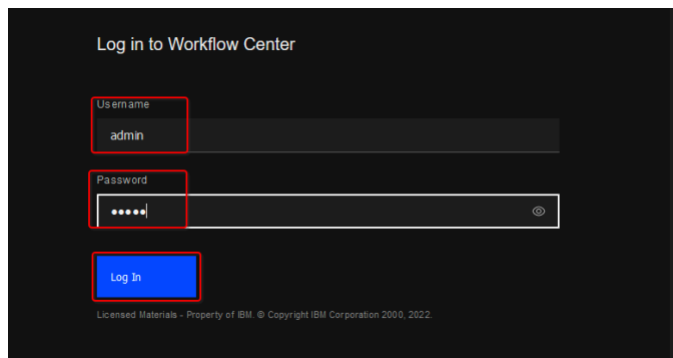 Log in to Workflow Center
Username
admin
Password
•••••
Log In
Licensed Materials - Property of IBM. © Copyright IBM Corporation 2000, 2022.